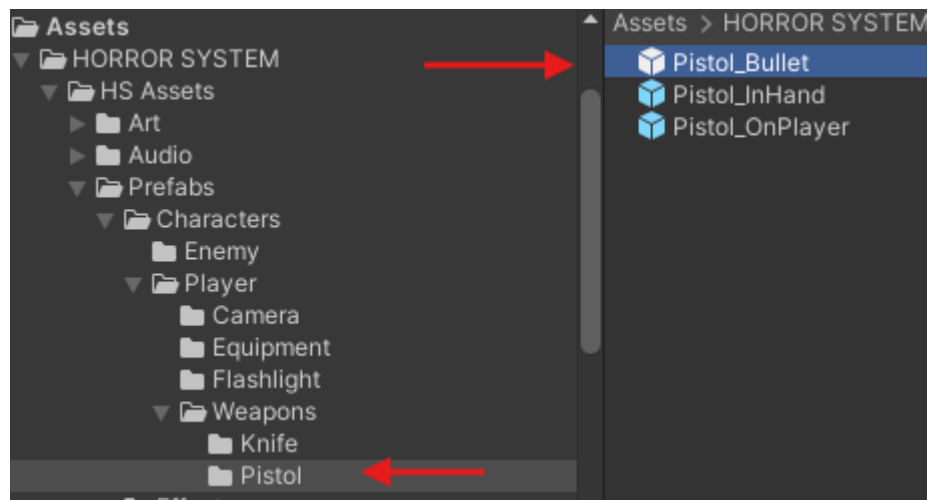 Assets
HORROR SYSTEM
HS Assets
Art
Audio
Prefabs
Characters
Enemy
Player
Camera
Equipment
Flashlight
Weapons
Knife
Pistol
Assets > HORROR SYSTEM
Pistol_Bullet
Pistol_InHand
Pistol_OnPlayer